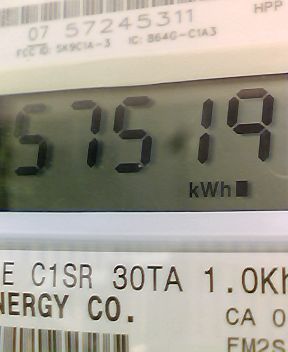 HPP
07 57245311
FCC ID: SK9C1A-3 IC: 864G-C1A3
57519
kWh
E C1SR 30TA 1.0Kh
NERGY CO.
CA 0
FM2S